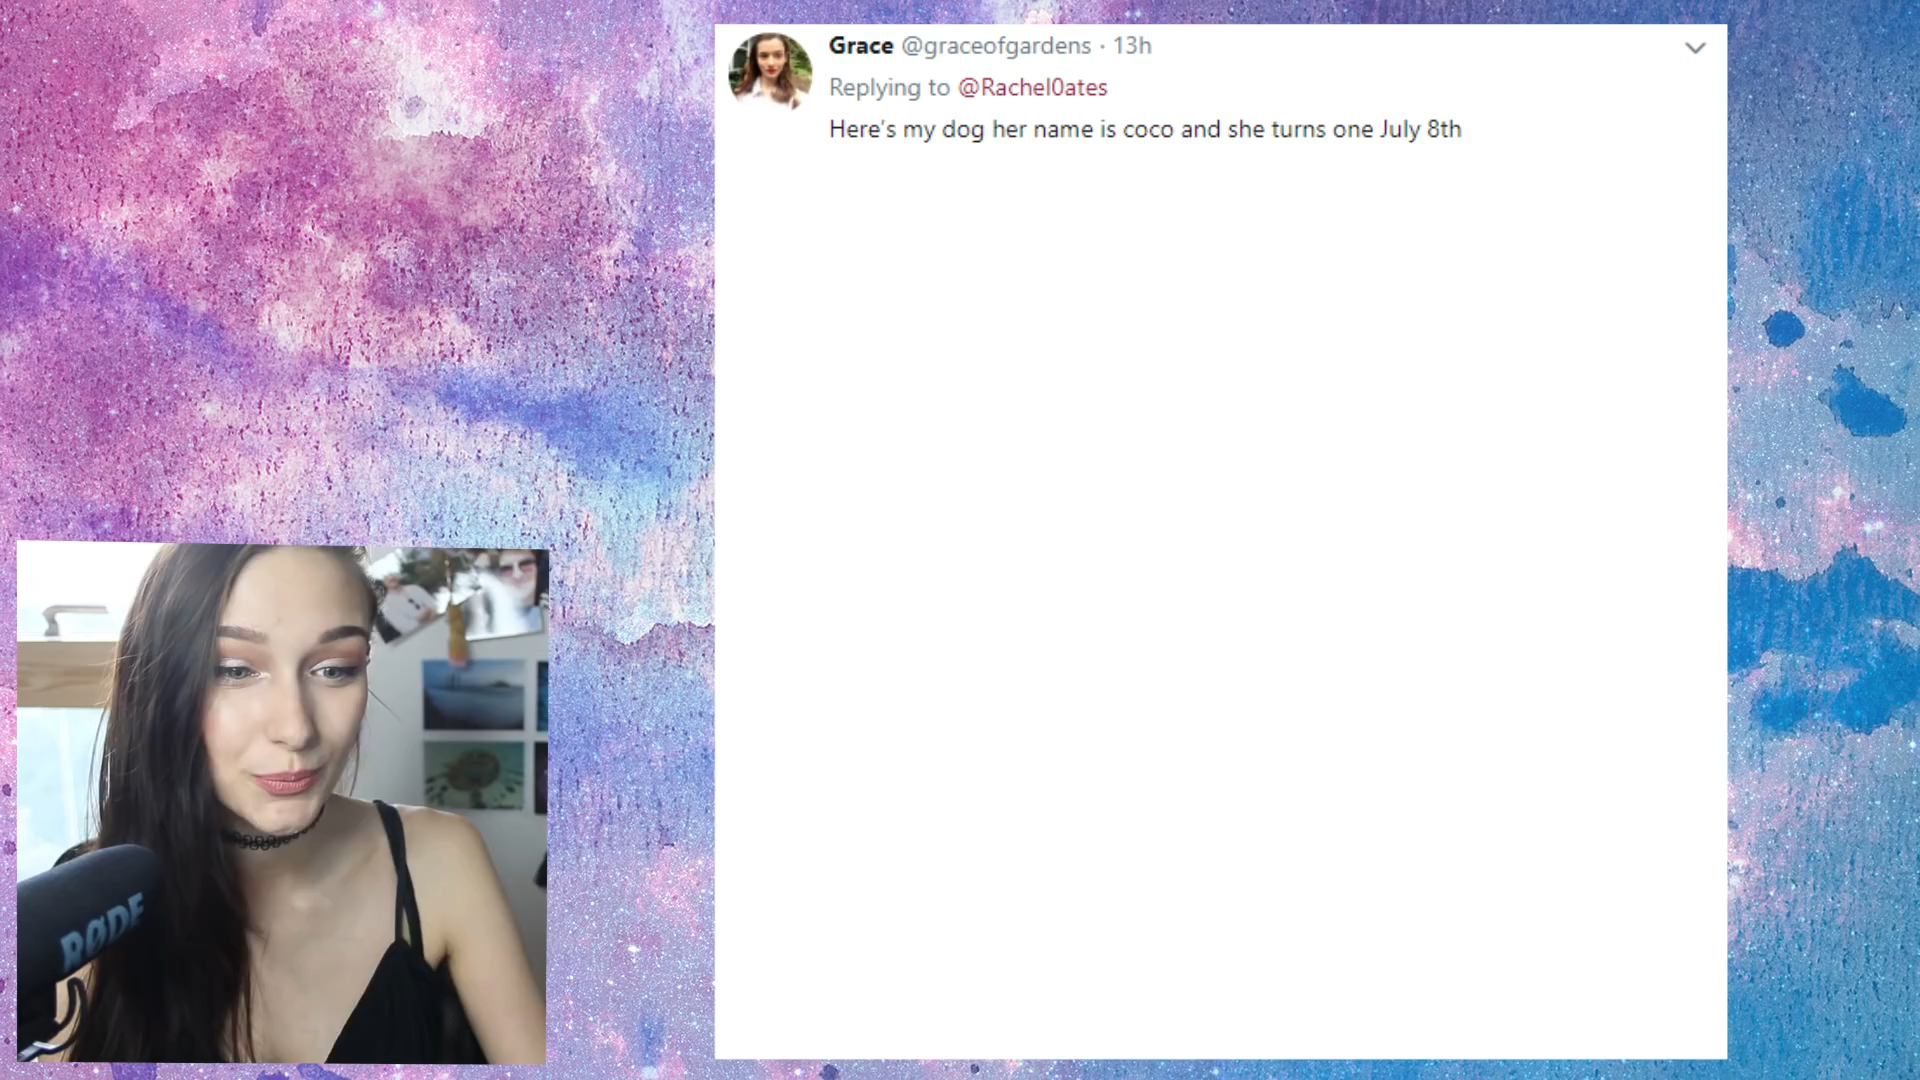 Grace @graceofgardens · 13h
Replying to @Rachel0ates
Here's my dog her name is coco and she turns one July 8th
RØDE